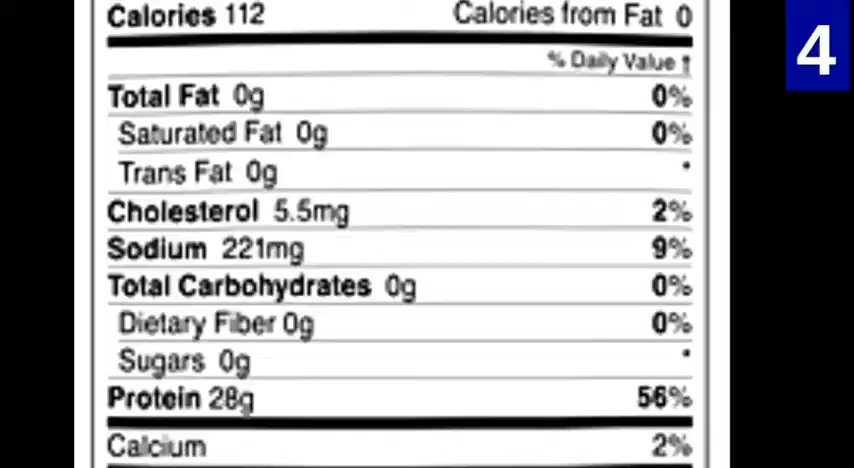 Calories 112 Calories from Fat 0
4
% Daily Value †
Total Fat 0g 0%
Saturated Fat 0g 0%
Trans Fat 0g *
Cholesterol 5.5mg 2%
Sodium 221mg 9%
Total Carbohydrates 0g 0%
Dietary Fiber 0g 0%
Sugars 0g *
Protein 28g 56%
Calcium 2%